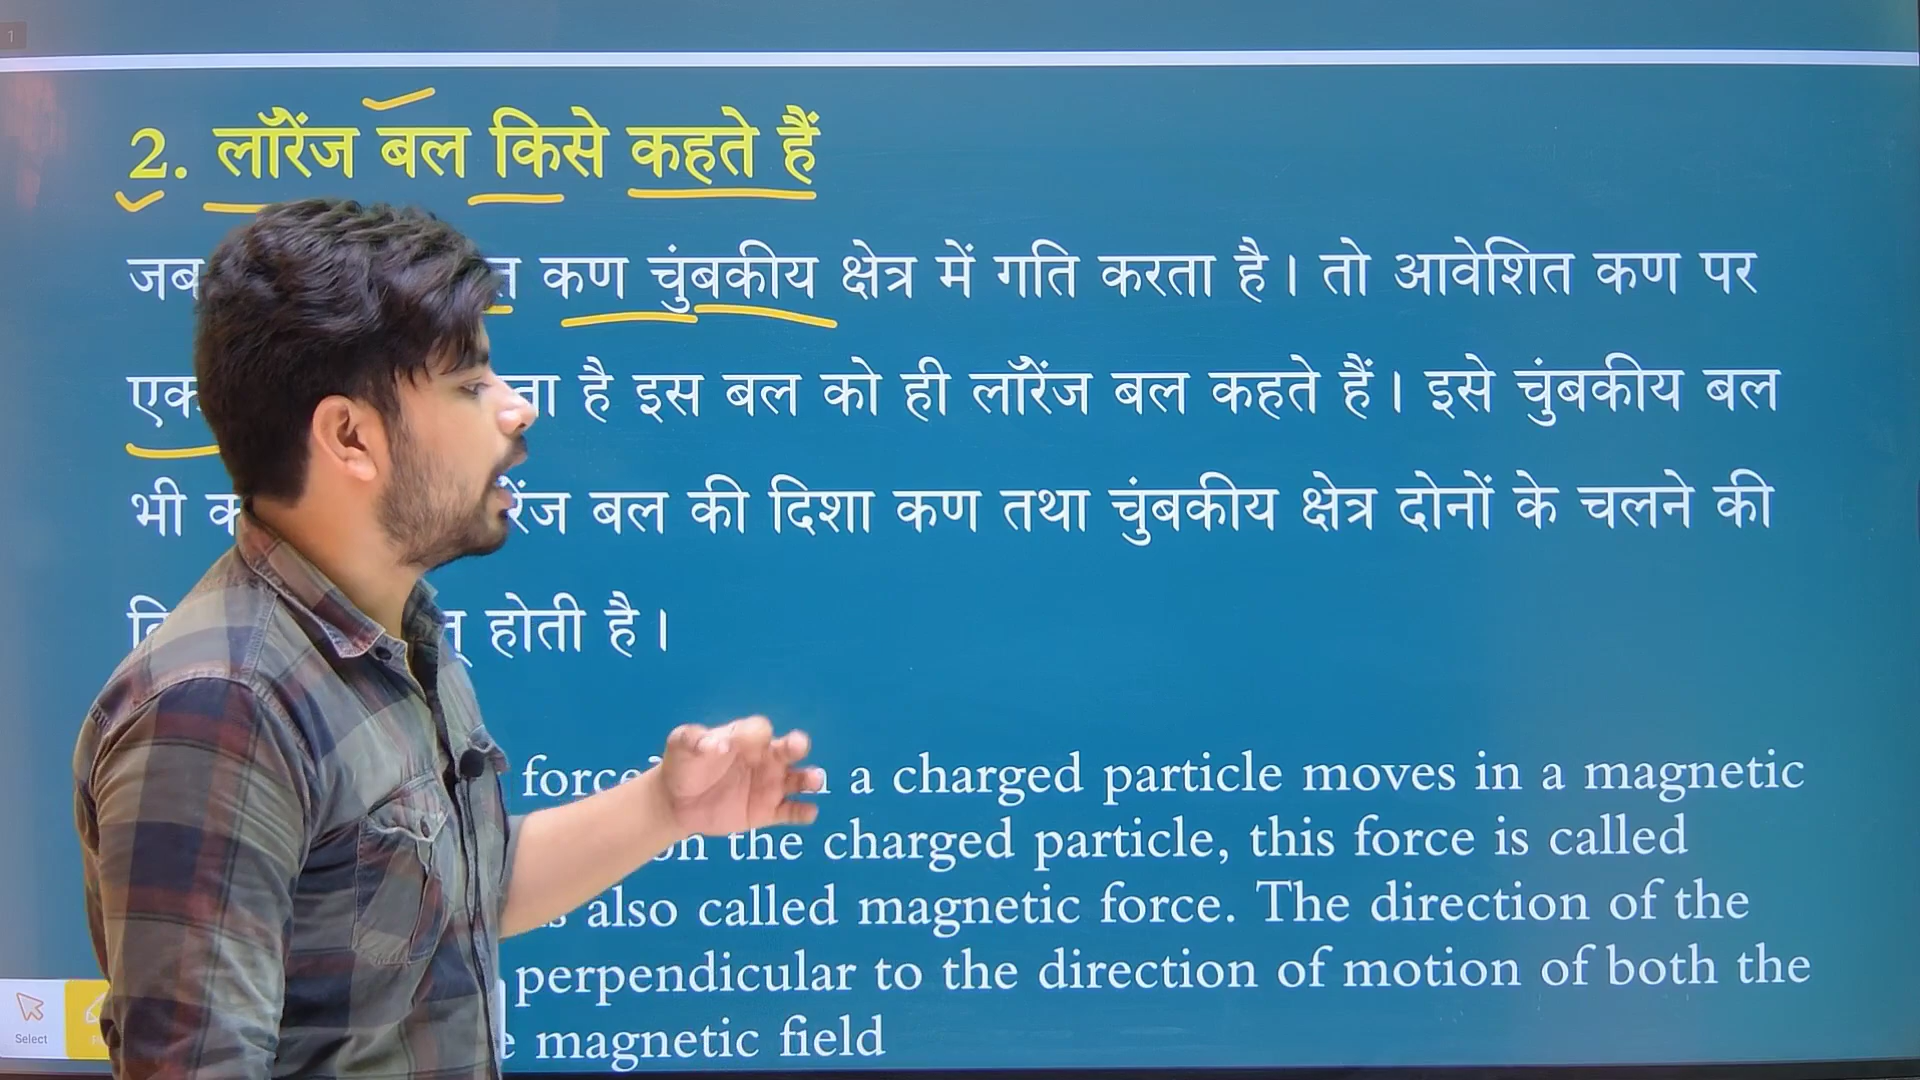 1
2. लॉरेंज बल किसे कहते हैं
जब कण चुंबकीय क्षेत्र में गति करता है। तो आवेशित कण पर
है इस बल को ही लॉरेंज बल कहते हैं। इसे चुंबकीय बल
भी बल की दिशा कण तथा चुंबकीय क्षेत्र दोनों के चलने की
होती है।
a charged particle moves in a magnetic
the charged particle, this force is called
also called magnetic force. The direction of the
perpendicular to the direction of motion of both the
magnetic field
Select